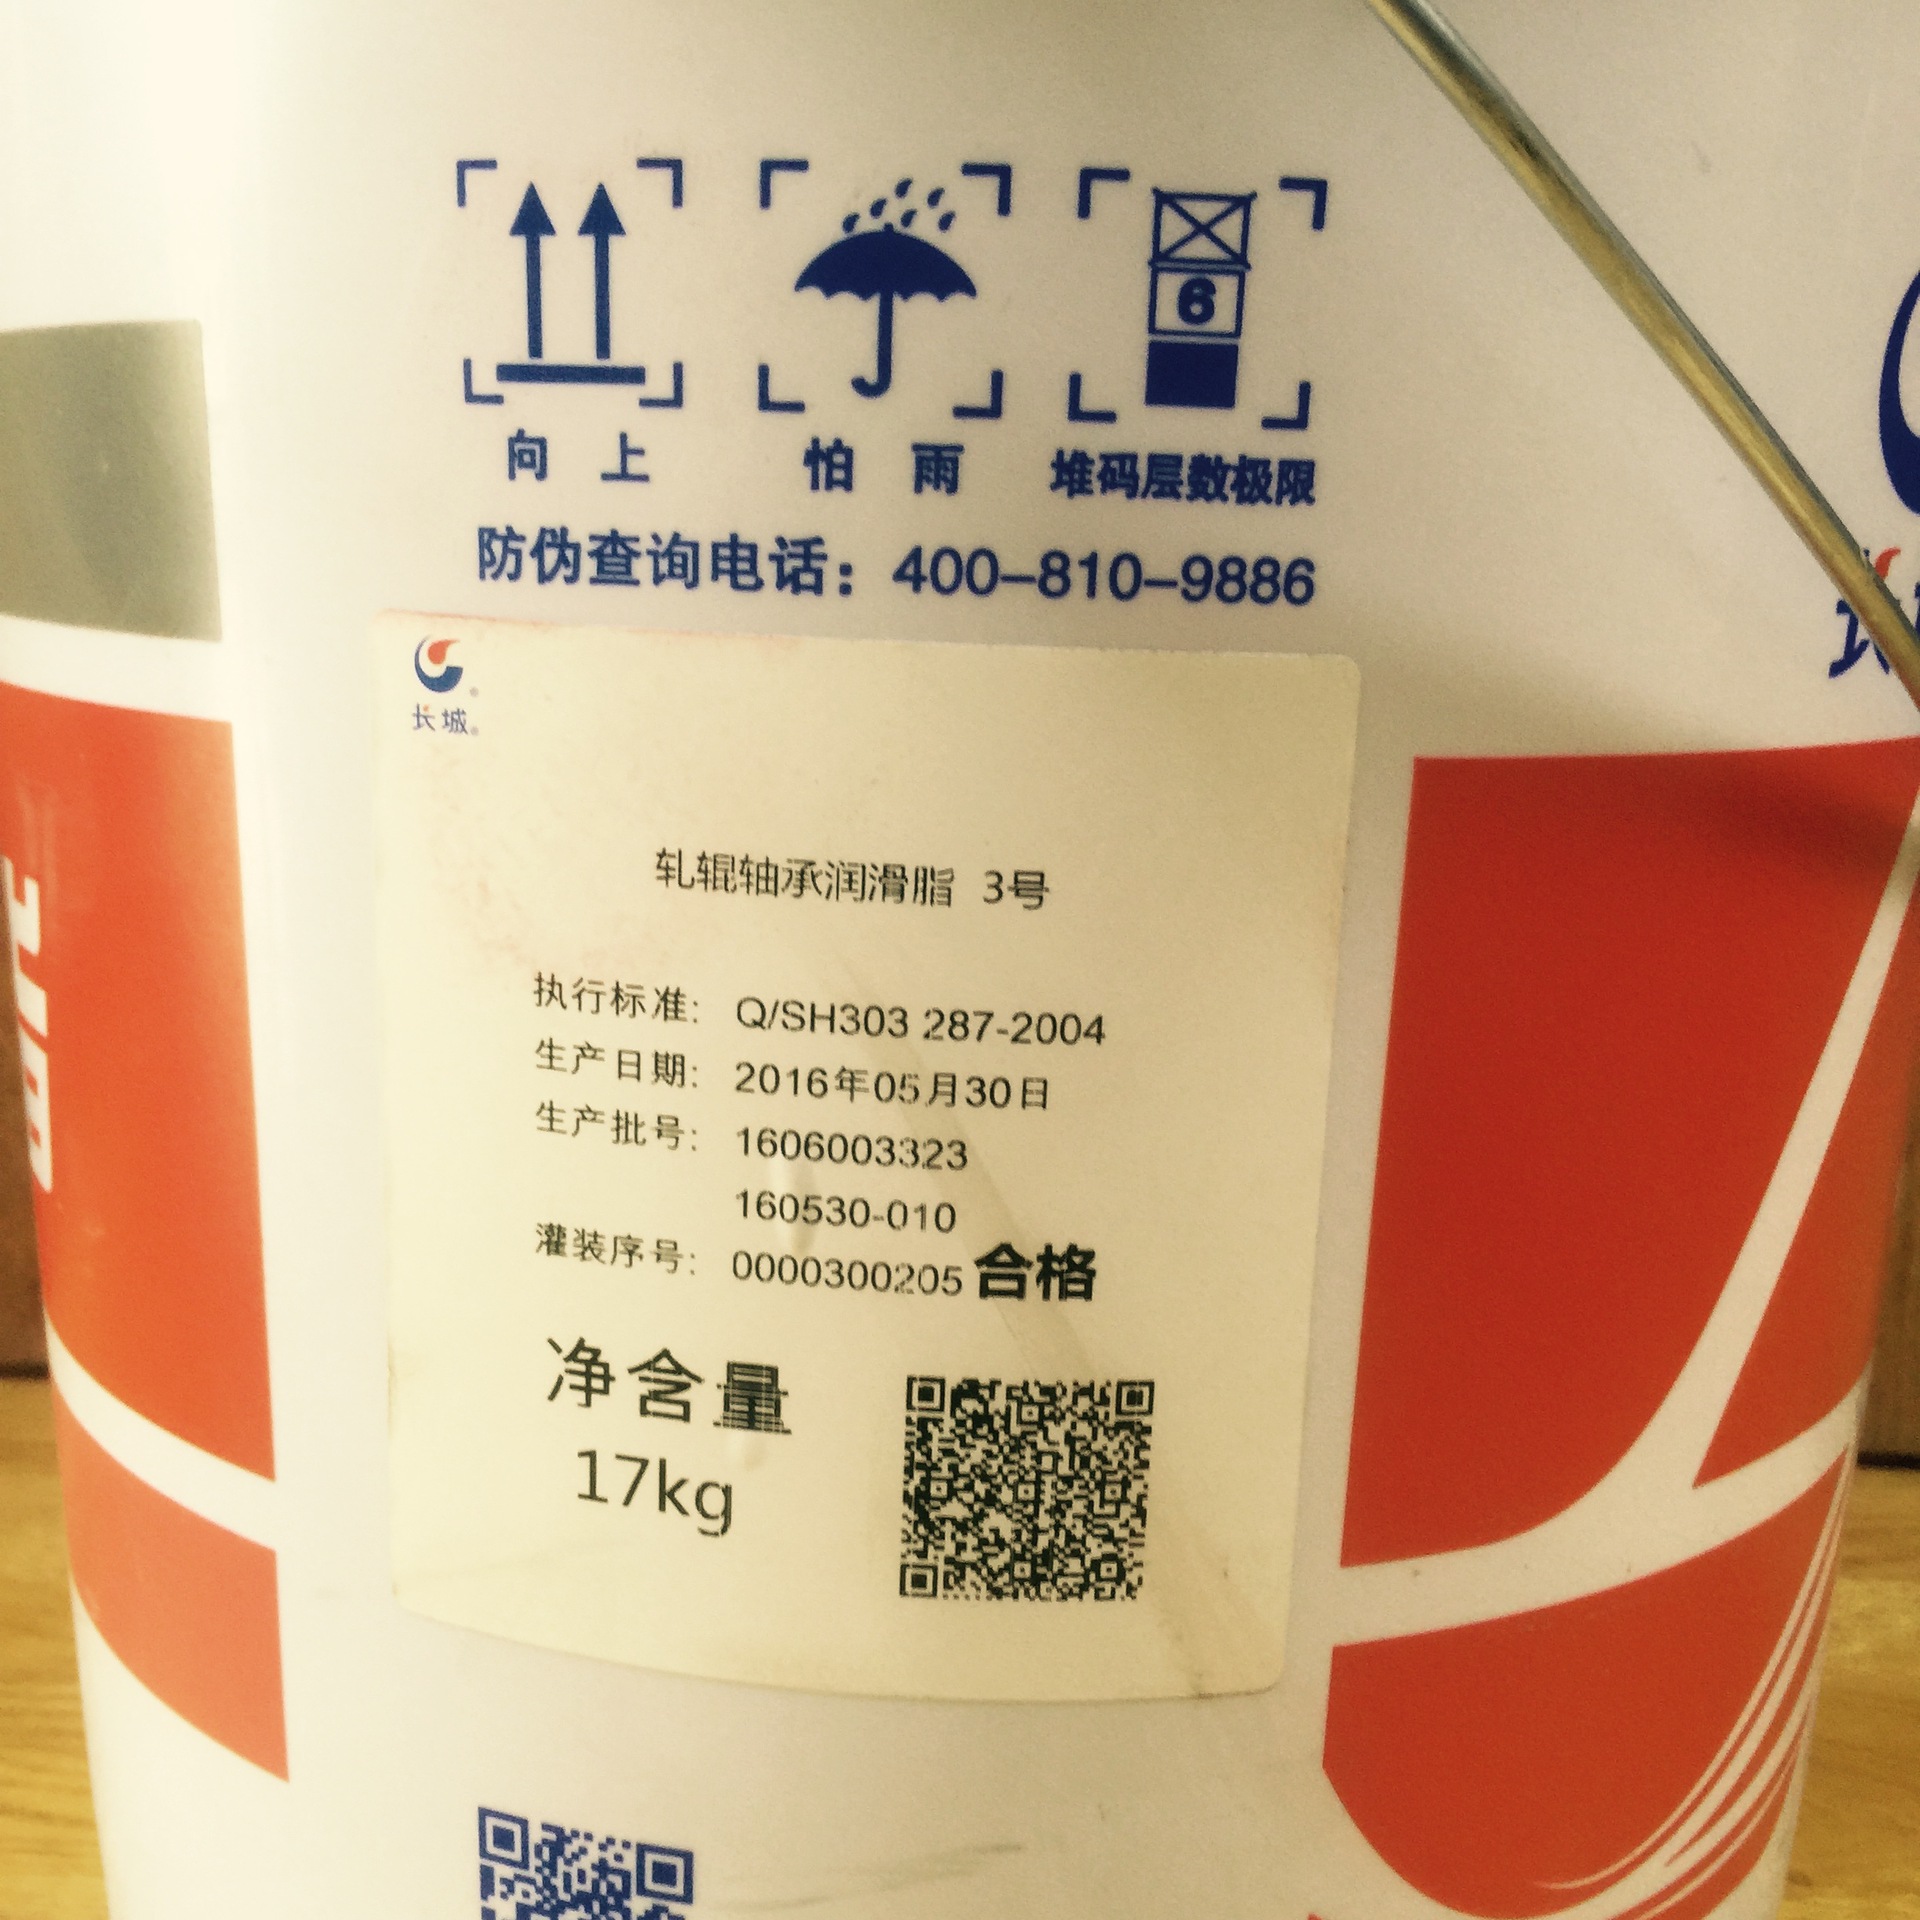 6
向 上
怕 雨
堆码层数极限
防伪查询电话：400-810-9886
长城
轧辊轴承润滑脂 3号
执行标准: Q/SH303 287-2004
生产日期: 2016年05月30日
生产批号: 1606003323
160530-010
灌装序号: 0000300205 合格
净含量
17kg